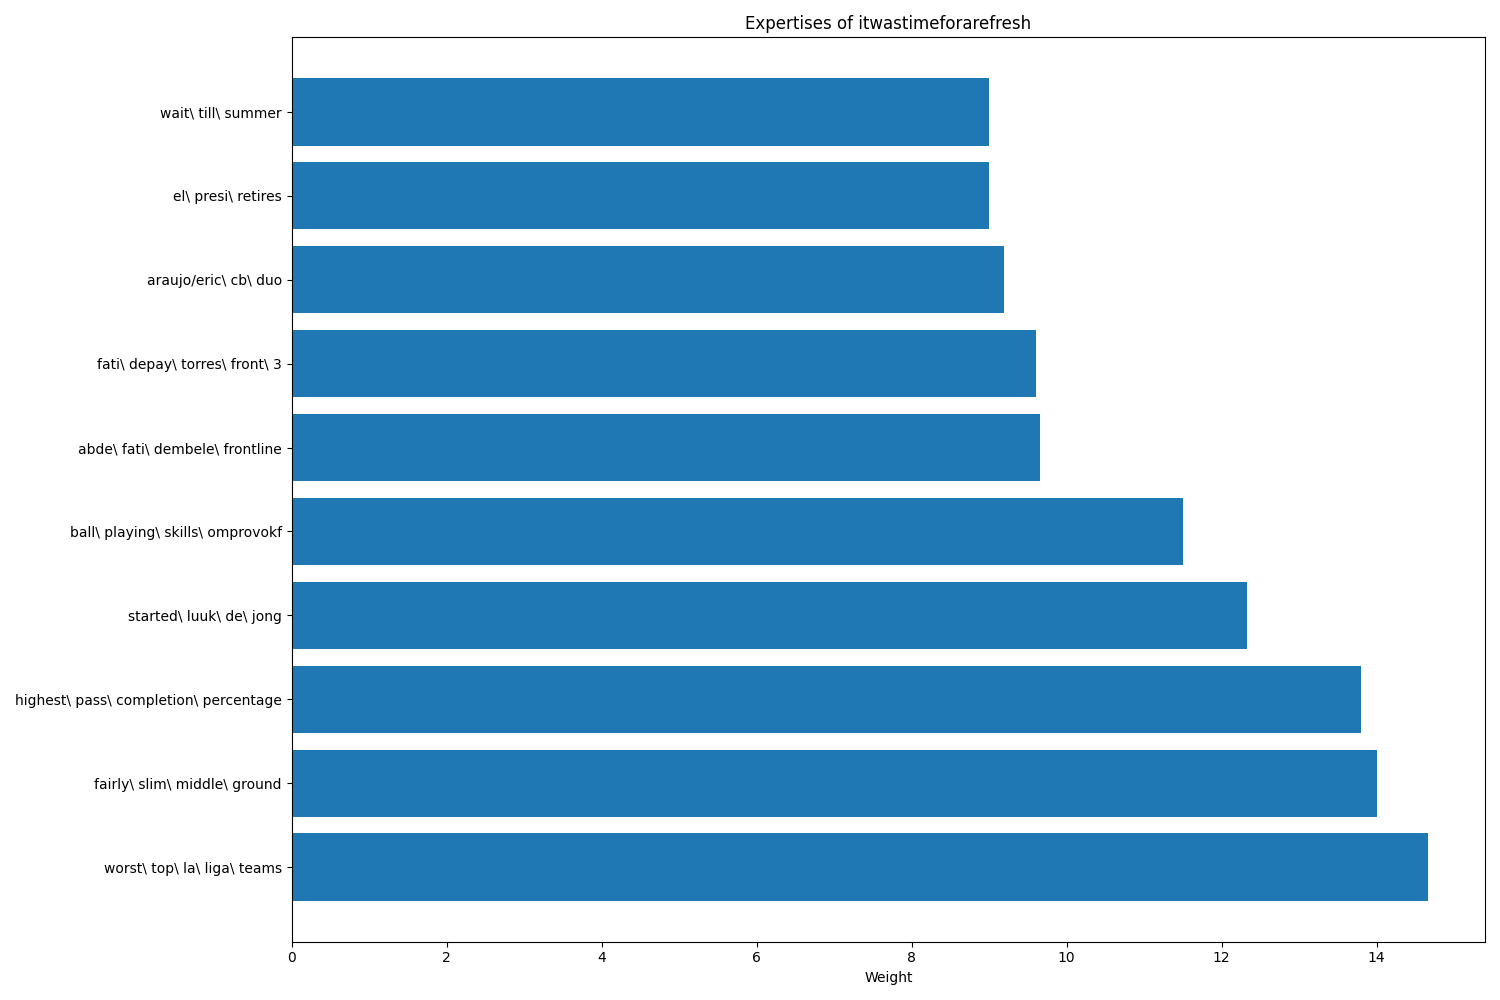 Expertises of itwastimeforarefresh
wait\ till\ summer
el\ presi\ retires
araujo/eric\ cb\ duo
fati\ depay\ torres\ front\ 3
abde\ fati\ dembele\ frontline
ball\ playing\ skills\ omprovokf
started\ luuk\ de\ jong
highest\ pass\ completion\ percentage
fairly\ slim\ middle\ ground
worst\ top\ la\ liga\ teams
0 2 4 6 8 10 12 14
Weight